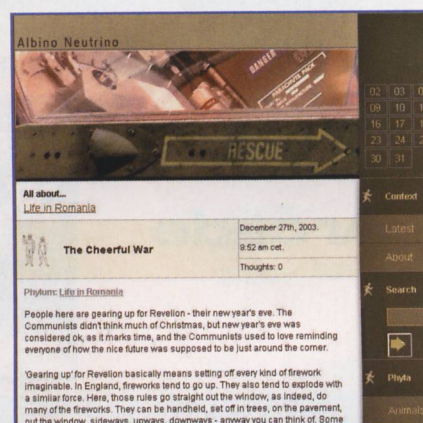 Albino Neutrino
DANGER
PARACHUTE PACK
RESCUE
All about...
Life in Romania
The Cheerful War
December 27th, 2003.
9:52 am cet.
Thoughts: 0
Phylum: Life in Romania
People here are gearing up for Revelion - their new year's eve. The
Communists didn't think much of Christmas, but new year's eve was
considered ok, as it marks time, and the Communists used to love reminding
everyone of how the nice future was supposed to be just around the corner.
'Gearing up' for Revelion basically means setting off every kind of firework
imaginable. In England, fireworks tend to go up. They also tend to explode with
a similar force. Here, those rules go straight out the window, as indeed, do
many of the fireworks. They can be handheld, set off in trees, on the pavement,
out the window, sideways, upways, downways - anyway you can think of. Some
02 03
09 10
16 17
23 24
30 31
Context
Latest
About
Search
Phyla
Animals